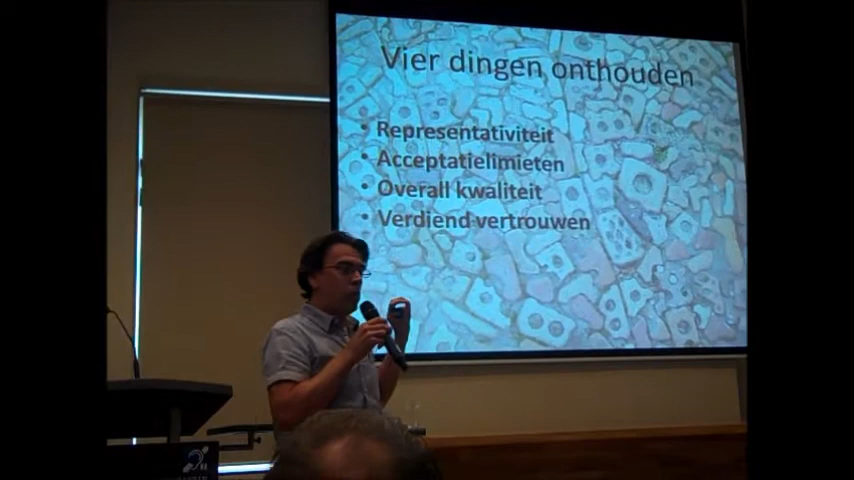 Vier dingen onthouden
• Representativiteit
• Acceptatielimieten
• Overall kwaliteit
• Verdiend vertrouwen